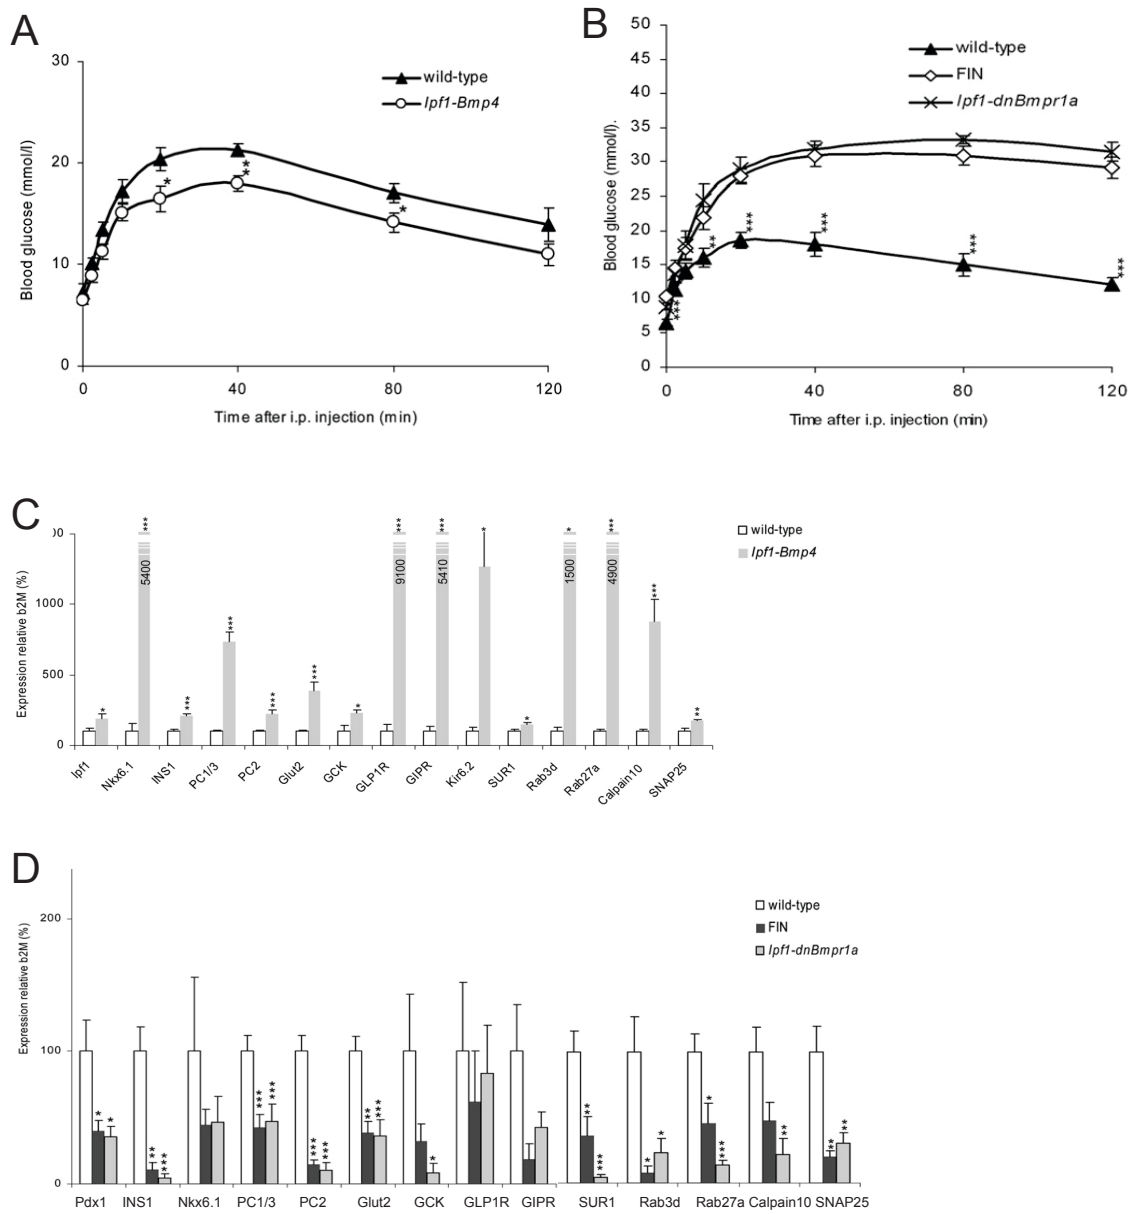 A
30
20
10
0
Blood glucose (mmol/l)
wild-type
Ipf1-Bmp4
*
**
*
0 40 80 120
Time after i.p. injection (min)
B
50
45
40
35
30
25
20
15
10
5
0
Blood glucose (mmol/l).
wild-type
FIN
Ipf1-dnBmpr1a
***
**
***
***
***
***
0 40 80 120
Time after i.p. injection (min)
C
00
1000
500
0
Expression relative b2M (%)
wild-type
Ipf1-Bmp4
* *** *** *** *** *** * *** *** * * * *** *** **
5400 9100 5410 1500 4900
Ipf1 Nkx6.1 INS1 PC1/3 PC2 Glut2 GCK GLP1R GIPR Kir6.2 SUR1 Rab3d Rab27a Calpain10 SNAP25
D
200
100
0
Expression relative b2M (%)
wild-type
FIN
Ipf1-dnBmpr1a
* * ** *** *** *** *** *** ** *** * ** *** * * * *** ** ** **
Pdx1 INS1 Nkx6.1 PC1/3 PC2 Glut2 GCK GLP1R GIPR SUR1 Rab3d Rab27a Calpain10 SNAP25